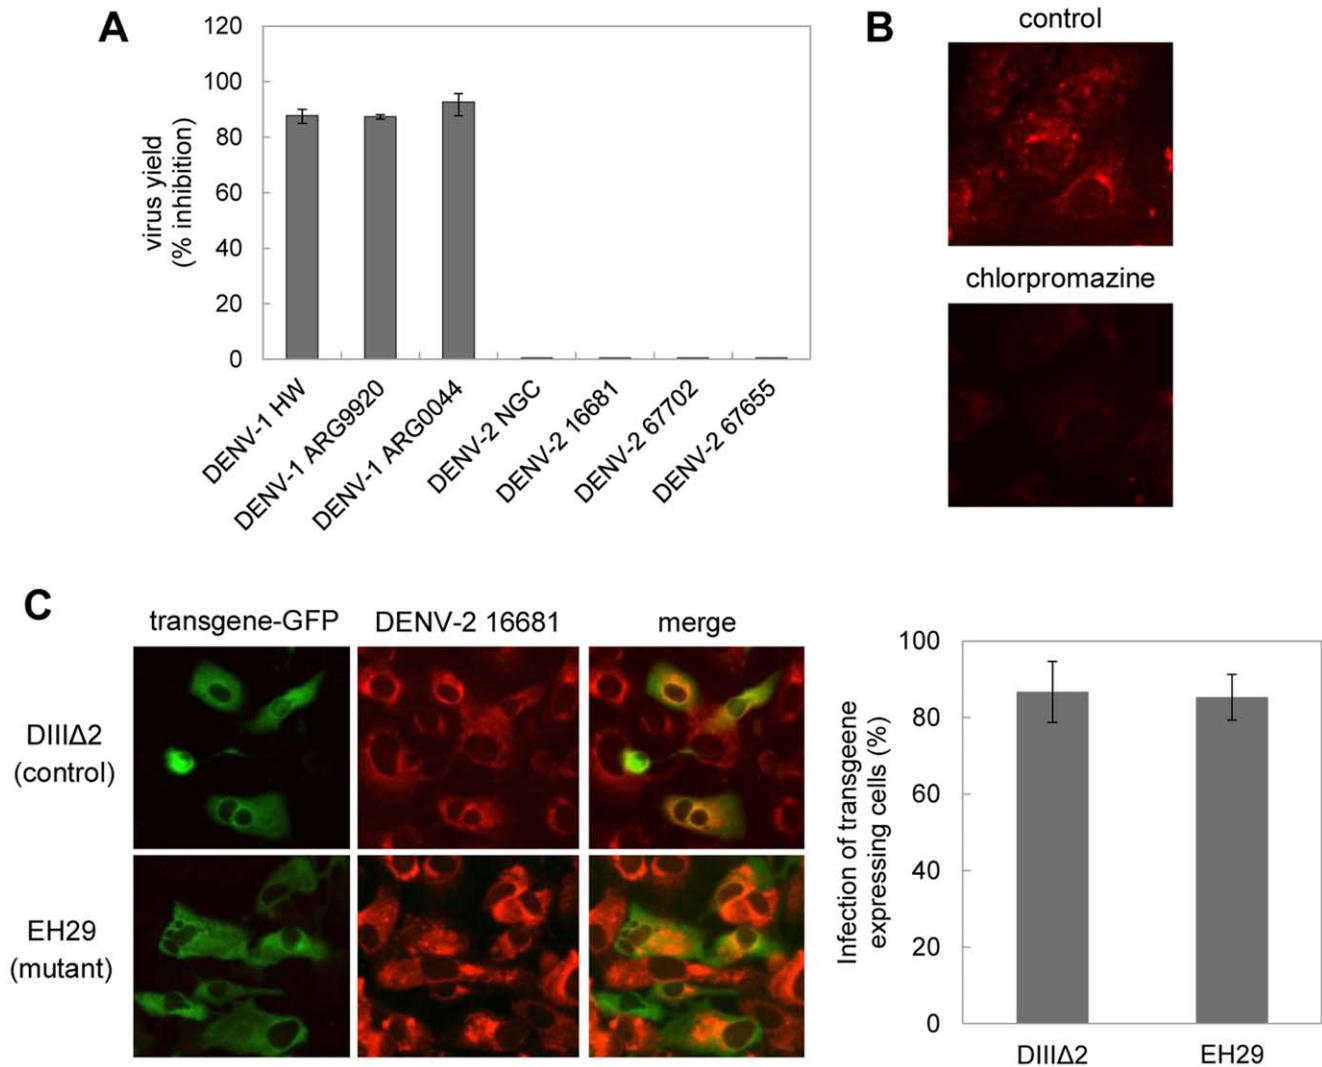 A
120
100
80
60
40
20
0
virus yield
(% inhibition)
DENV-1 HW
DENV-1 ARG9920
DENV-1 ARG0044
DENV-2 NGC
DENV-2 16681
DENV-2 67702
DENV-2 67655
B
control
chlorpromazine
C
transgene-GFP DENV-2 16681 merge
DIIIΔ2
(control)
EH29
(mutant)
100
80
60
40
20
0
Infection of transgeene
expressing cells (%)
DIIIΔ2 EH29